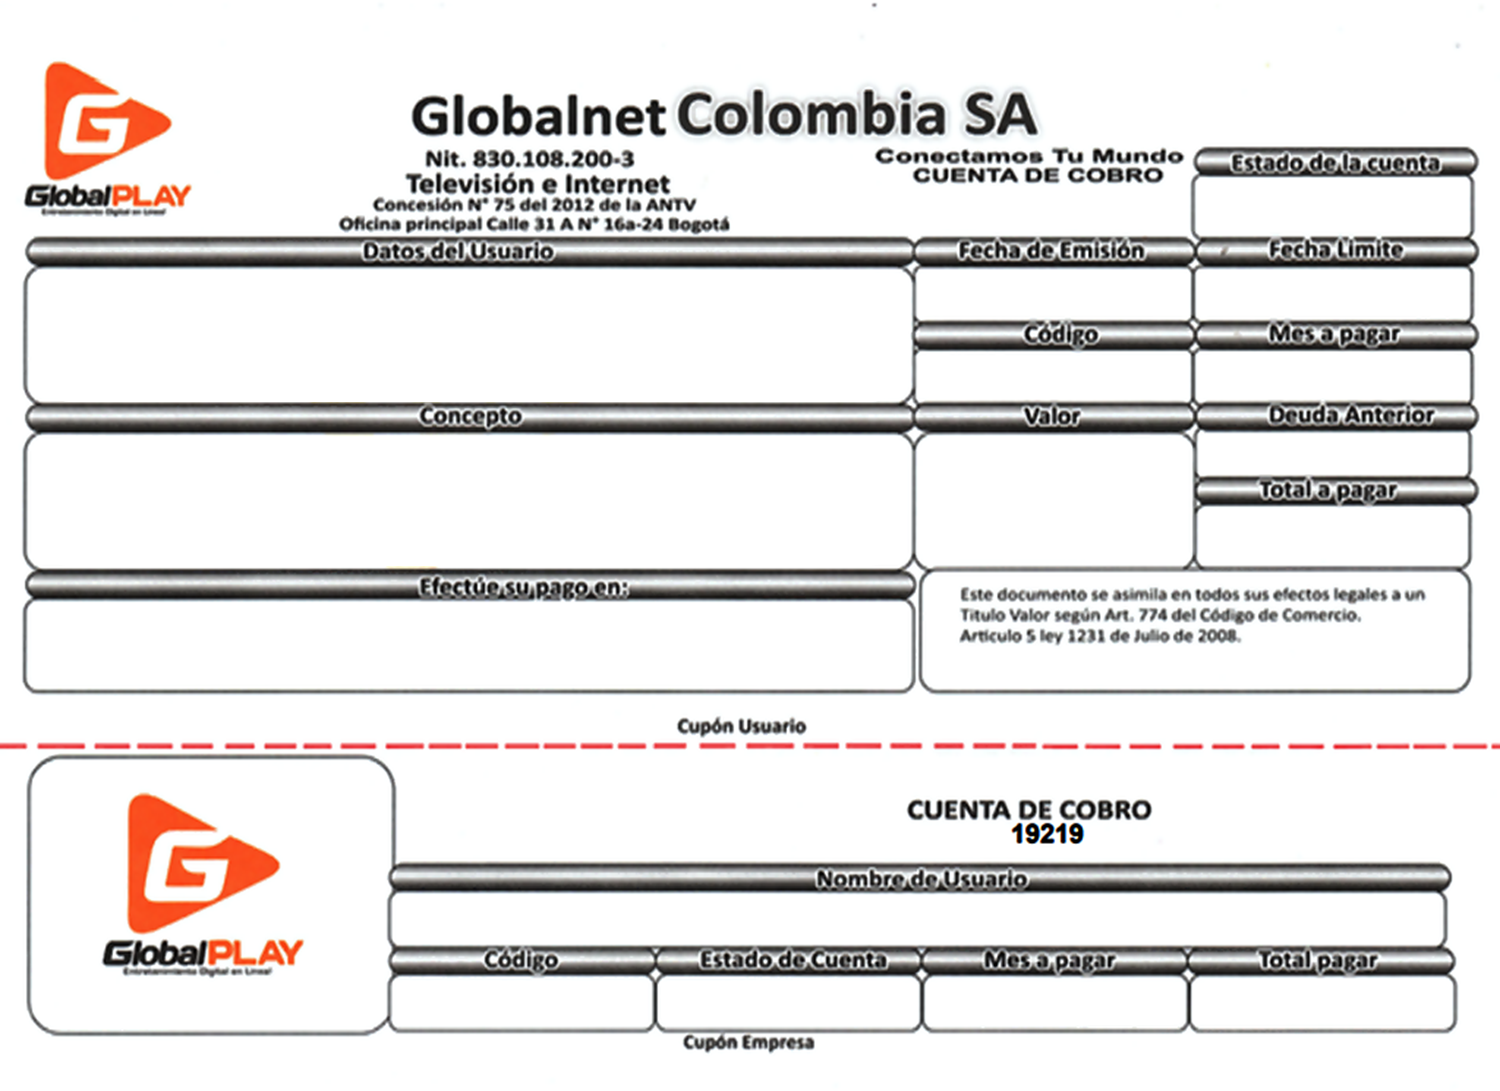 GlobalPLAY
Entretenimiento Digital en Linea!
Globalnet Colombia SA
Nit. 830.108.200-3
Televisión e Internet
Concesión N° 75 del 2012 de la ANTV
Oficina principal Calle 31 A N° 16a-24 Bogotá
Conectamos Tu Mundo
CUENTA DE COBRO
Estado de la cuenta
Datos del Usuario
Fecha de Emisión
Fecha Limite
Código
Mes a pagar
Concepto
Valor
Deuda Anterior
Total a pagar
Efectúe su pago en:
Este documento se asimila en todos sus efectos legales a un
Titulo Valor según Art. 774 del Código de Comercio.
Articulo 5 ley 1231 de Julio de 2008.
Cupón Usuario
GlobalPLAY
Entretenimiento Digital en Linea!
CUENTA DE COBRO
19219
Nombre de Usuario
Código
Estado de Cuenta
Mes a pagar
Total pagar
Cupón Empresa